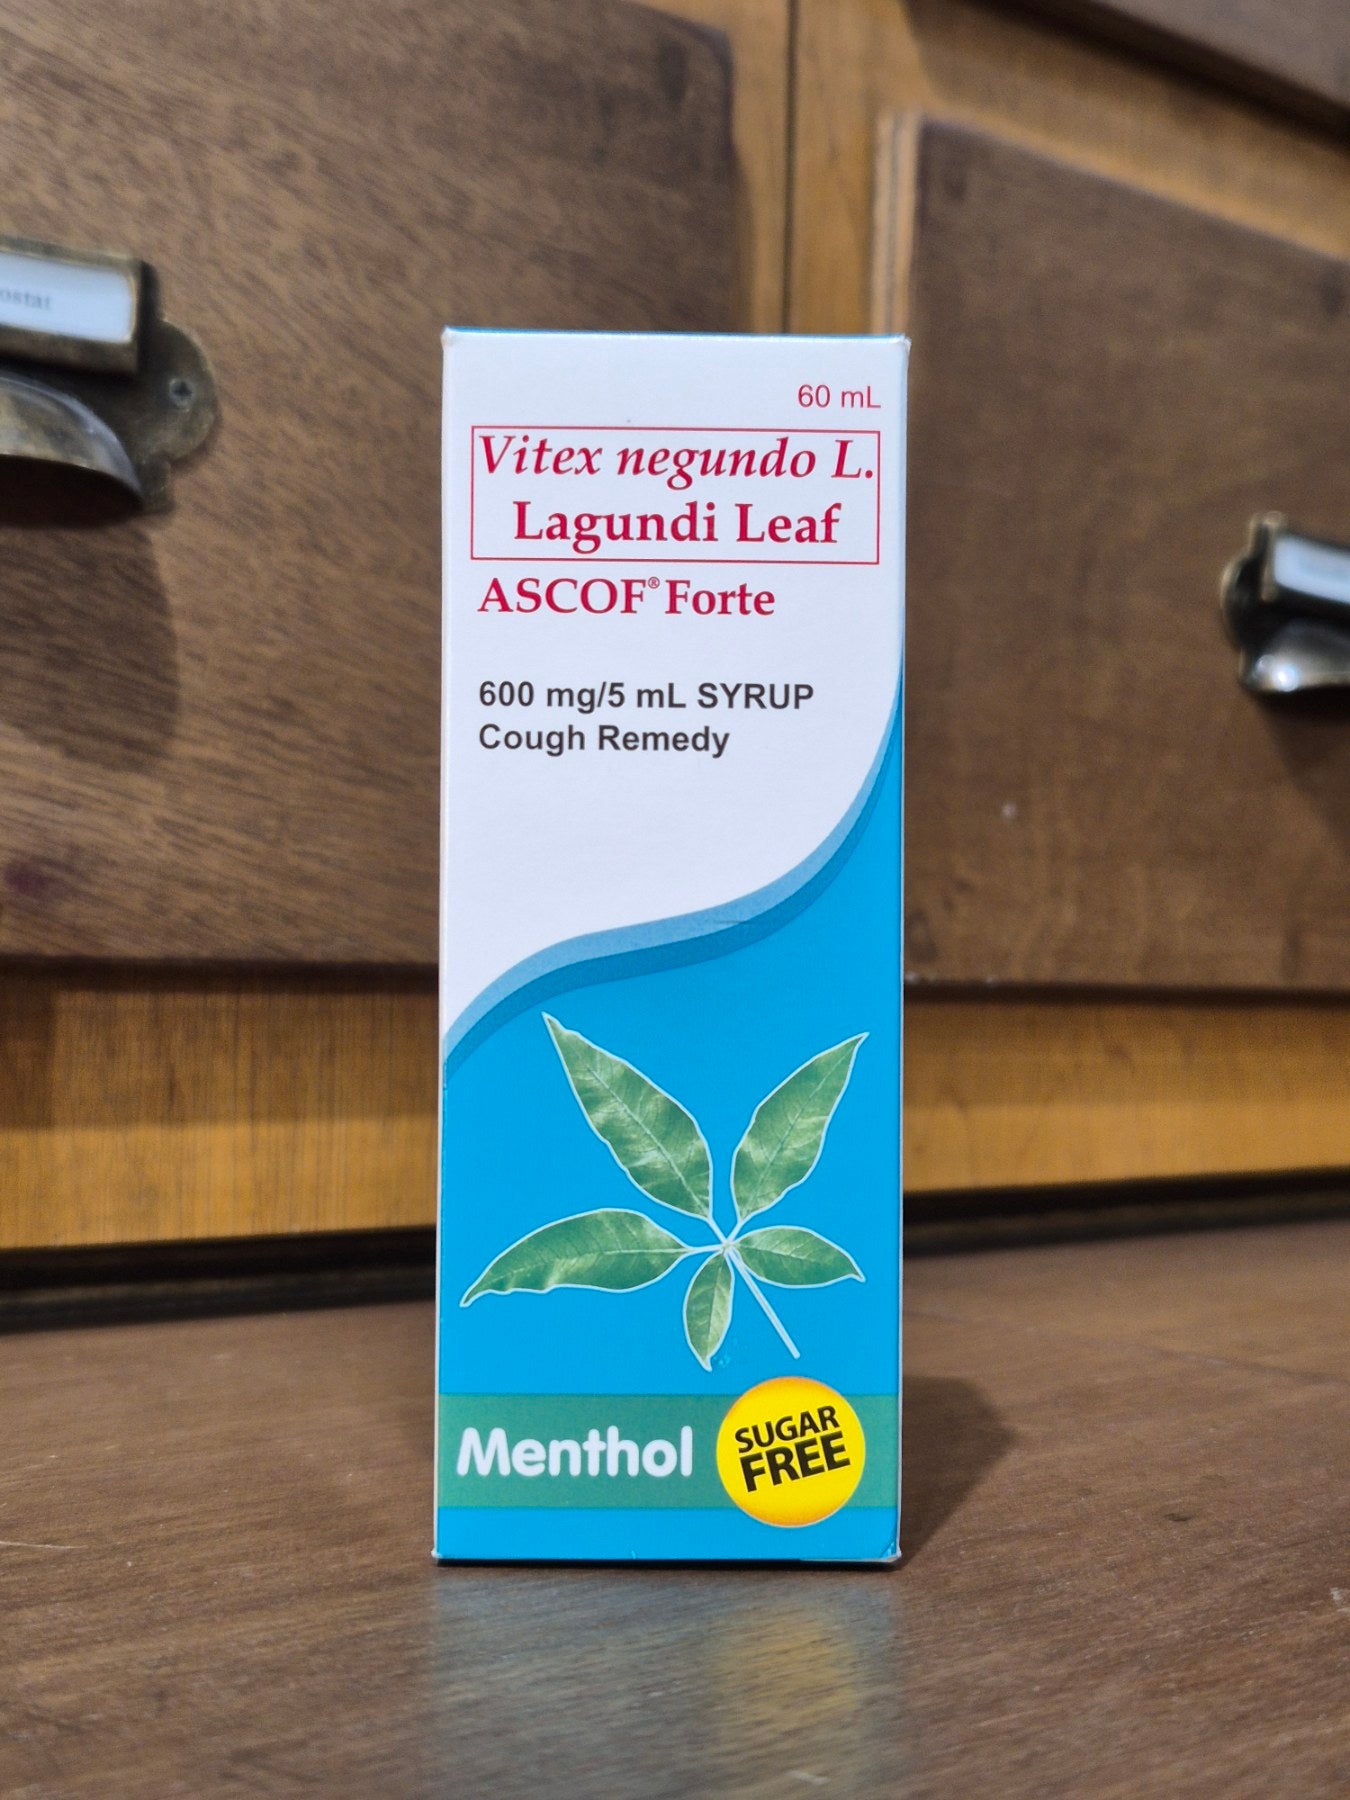 60 mL
Vitex negundo L.
Lagundi Leaf
ASCOF® Forte
600 mg/5 mL SYRUP
Cough Remedy
Menthol
SUGAR
FREE